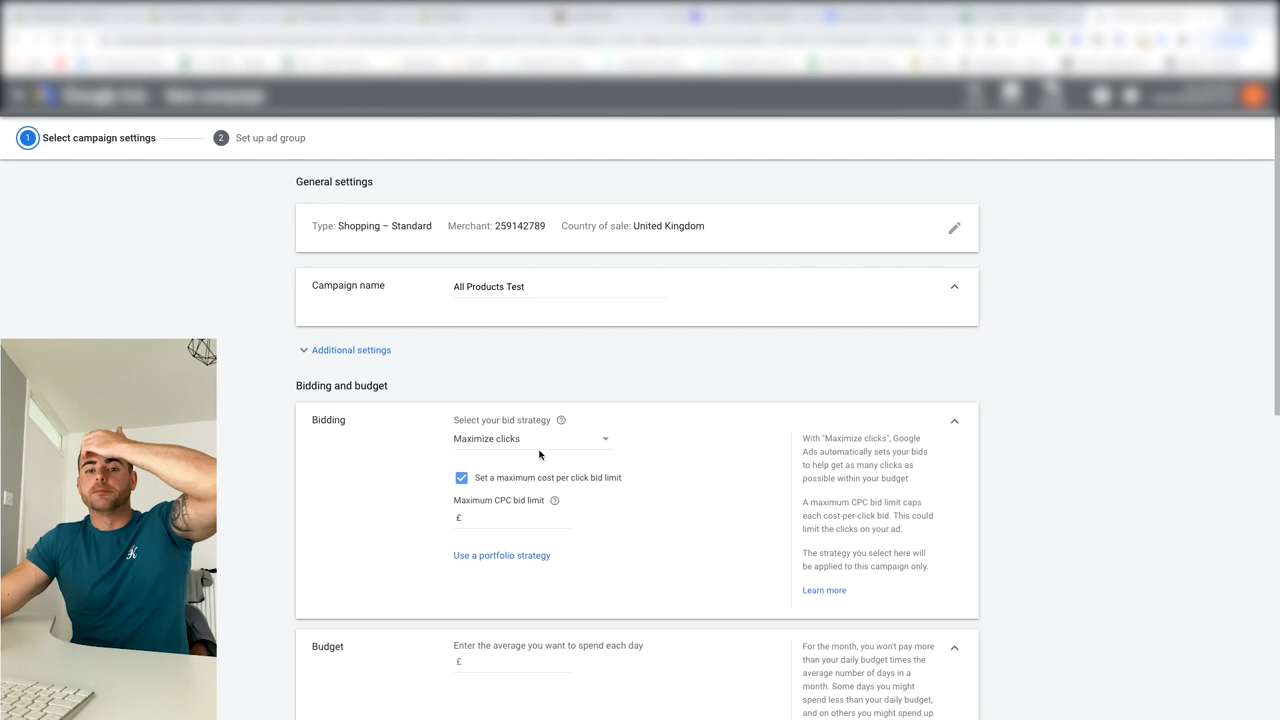 Google Ads
New campaign
1 Select campaign settings
2 Set up ad group
General settings
Type: Shopping – Standard Merchant: 259142789 Country of sale: United Kingdom
Campaign name
All Products Test
Additional settings
Bidding and budget
Bidding
Select your bid strategy
Maximize clicks
Set a maximum cost per click bid limit
Maximum CPC bid limit
£
Use a portfolio strategy
With "Maximize clicks", Google
Ads automatically sets your bids
to help get as many clicks as
possible within your budget
A maximum CPC bid limit caps
each cost-per-click bid. This could
limit the clicks on your ad.
The strategy you select here will
be applied to this campaign only.
Learn more
Budget
Enter the average you want to spend each day
£
For the month, you won't pay more
than your daily budget times the
average number of days in a
month. Some days you might
spend less than your daily budget,
and on others you might spend up